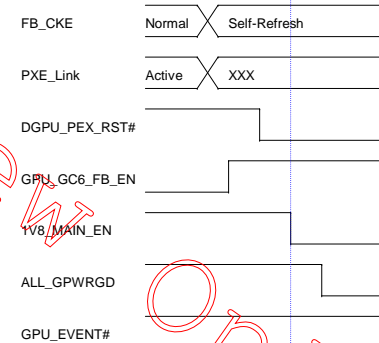 FB_CKE Normal Self-Refresh
PXE_Link Active XXX
DGPU_PEX_RST#
GPU_GC6_FB_EN
1V8_MAIN_EN
ALL_GPWRGD
GPU_EVENT#